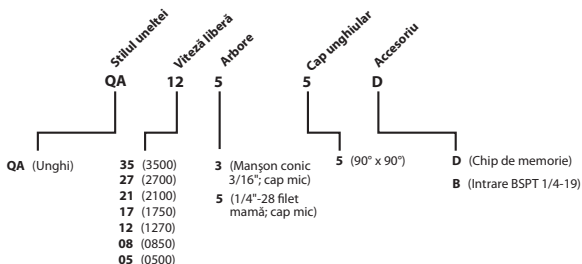 Stilul uneltei
Viteză liberă
Arbore
Cap unghiular
Accesoriu
QA 12 5 5 D
QA (Unghi)
35 (3500)
27 (2700)
21 (2100)
17 (1750)
12 (1270)
08 (0850)
05 (0500)
3 (Manșon conic
3/16"; cap mic)
5 (1/4"-28 filet
mamă; cap mic)
5 (90° x 90°)
D (Chip de memorie)
B (Intrare BSPT 1/4-19)